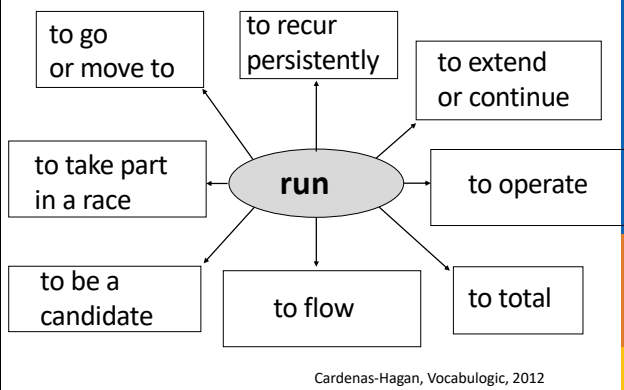 to go
or move to
to recur
persistently
to extend
or continue
to take part
in a race
run
to operate
to be a
candidate
to flow
to total
Cardenas-Hagan, Vocabulogic, 2012